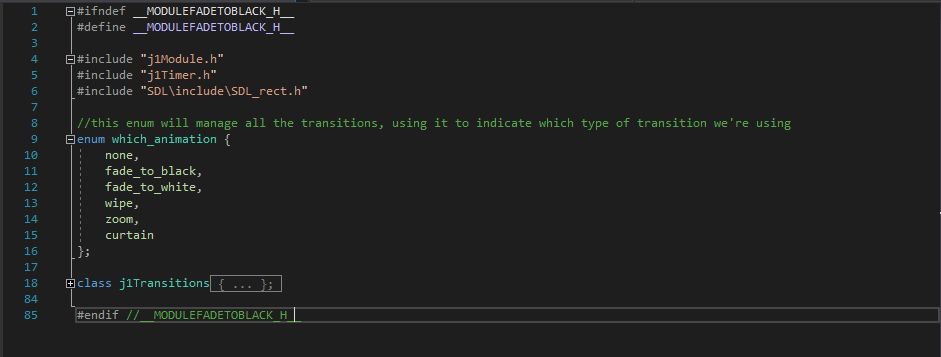 1 #ifndef __MODULEFADETOBLACK_H__
2 #define __MODULEFADETOBLACK_H__
3
4 #include "j1Module.h"
5 #include "j1Timer.h"
6 #include "SDL\include\SDL_rect.h"
7
8 //this enum will manage all the transitions, using it to indicate which type of transition we're using
9 enum which_animation {
10 none,
11 fade_to_black,
12 fade_to_white,
13 wipe,
14 zoom,
15 curtain
16 };
17
18 class j1Transitions{ ... };
84
85 #endif //__MODULEFADETOBLACK_H__